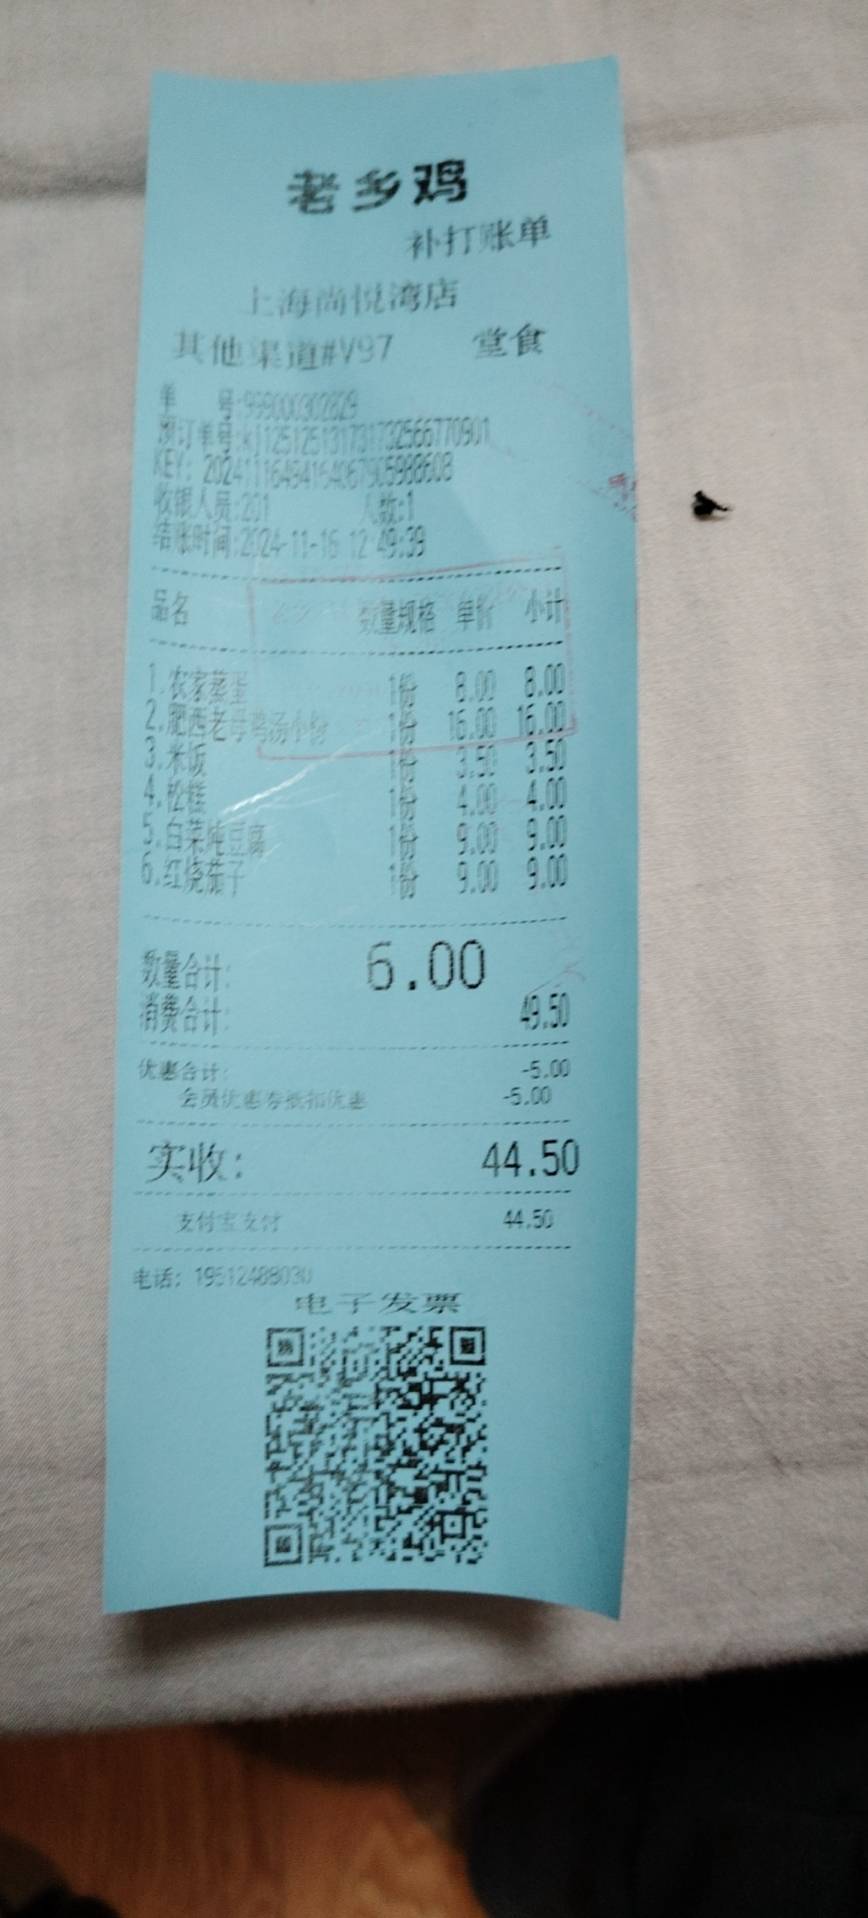 老乡鸡
补打账单
上海尚悦湾店
其他渠道#V97 堂食
单 号:999000302829
预订单号:kj125125131731732566770901
KEY: 
收银人员:201 人数:1
结账时间:2024-11-16 12:49:39
品名 数量规格 单价 小计
1.农家蒸蛋 1份 8.00 8.00
2.肥西老母鸡汤小份 1份 16.00 16.00
3.米饭 1份 3.50 3.50
4.松糕 1份 4.00 4.00
5.白菜炖豆腐 1份 9.00 9.00
6.红烧茄子 1份 9.00 9.00
数量合计: 6.00
消费合计: 49.50
优惠合计: -5.00
会员优惠券抵扣优惠 -5.00
实收: 44.50
支付宝支付 44.50
电话: 19512488030
电子发票